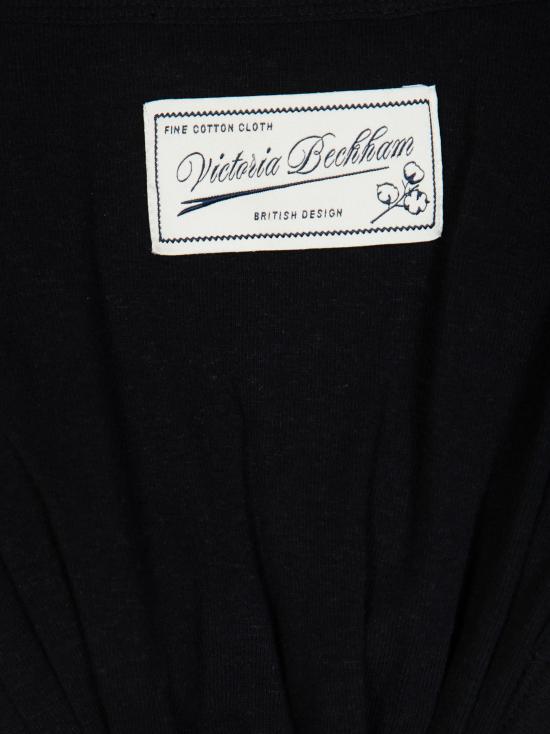 FINE COTTON CLOTH
Victoria Beckham
BRITISH DESIGN